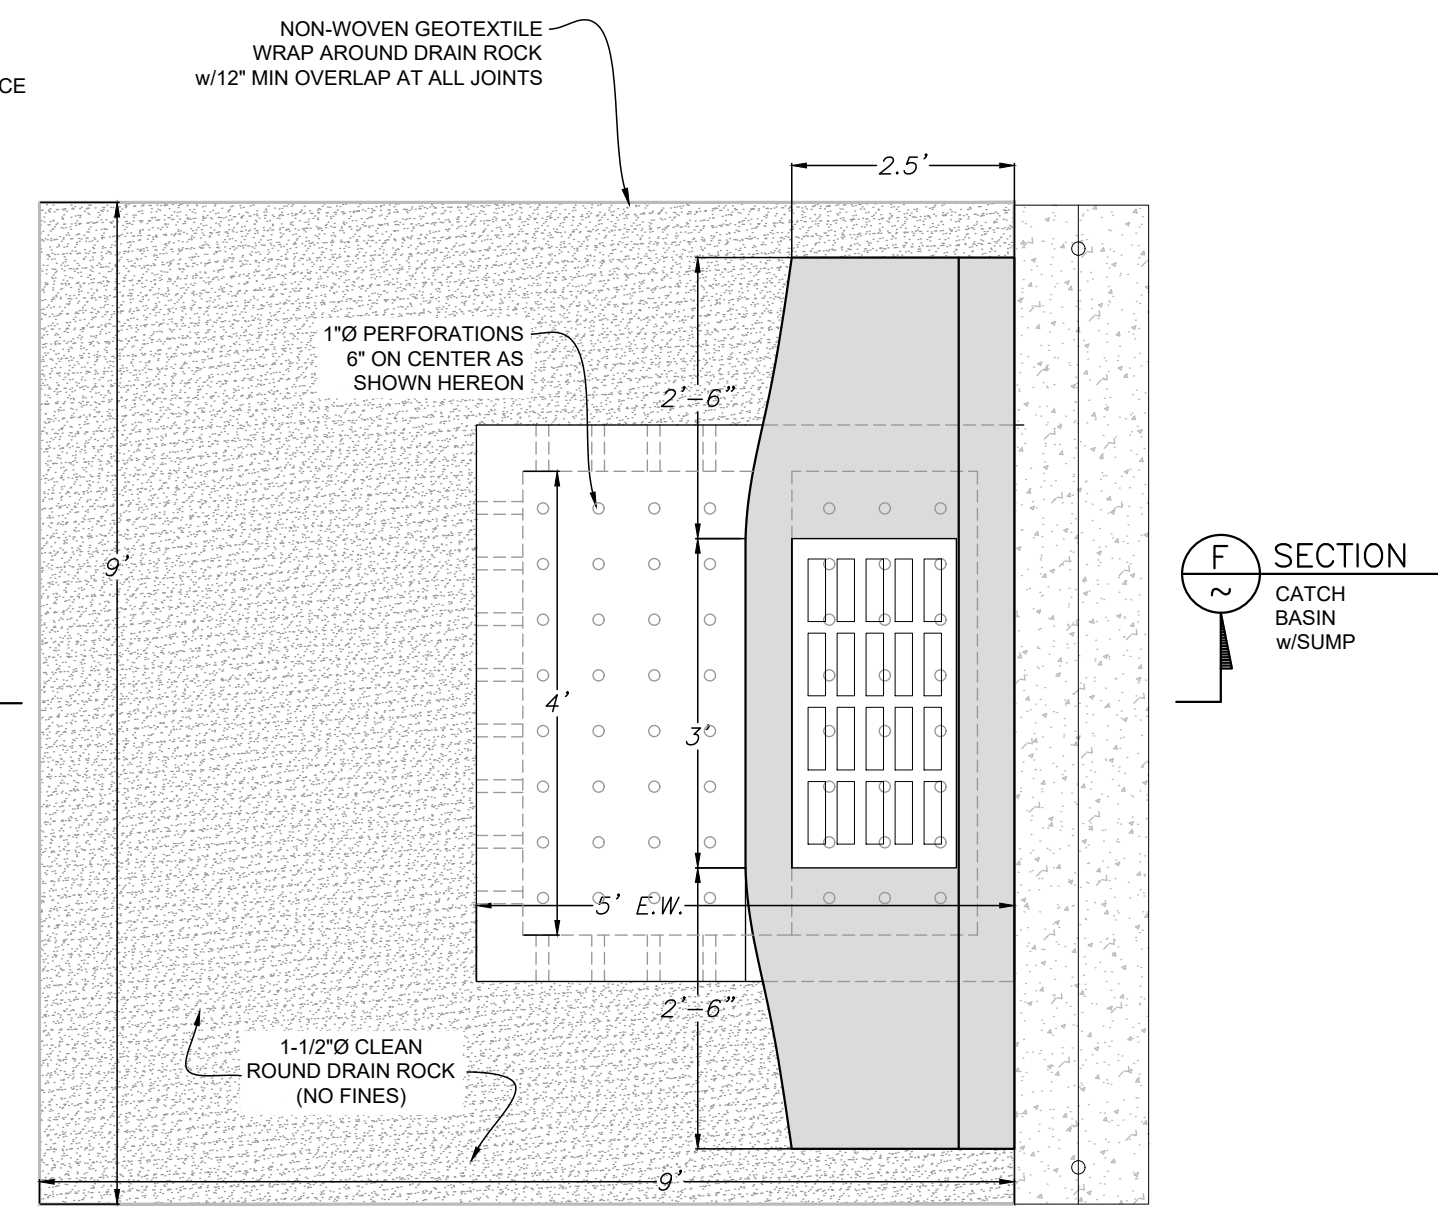 NON-WOVEN GEOTEXTILE
WRAP AROUND DRAIN ROCK
w/12" MIN OVERLAP AT ALL JOINTS
CE
2.5'
1"Ø PERFORATIONS
6" ON CENTER AS
SHOWN HEREON
2'-6"
9'
F
~
SECTION
CATCH
BASIN
w/SUMP
4'
3'
5' E.W.
2'-6"
1-1/2"Ø CLEAN
ROUND DRAIN ROCK
(NO FINES)
9'